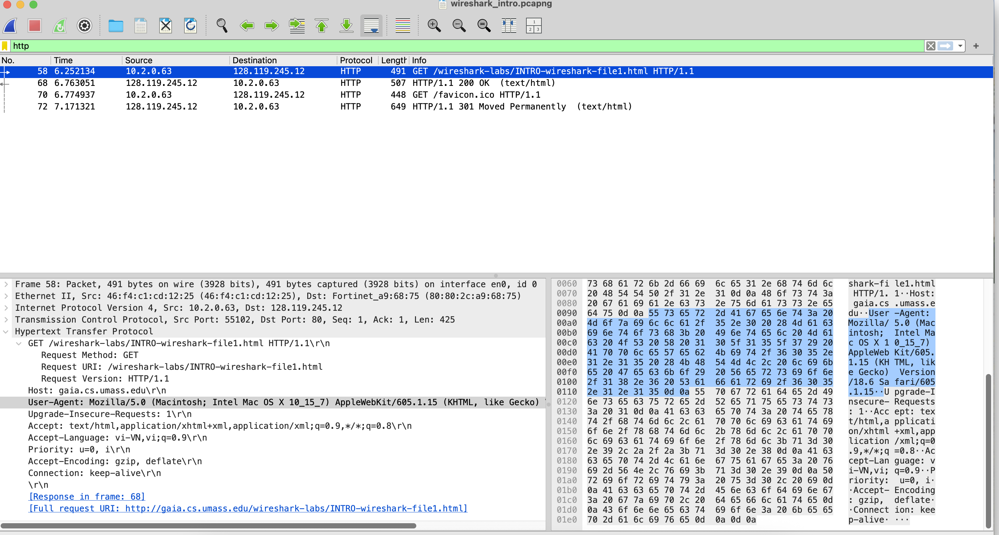 wireshark_intro.pcapng
http
No. Time Source Destination Protocol Length Info
58 6.252134 10.2.0.63 128.119.245.12 HTTP 491 GET /wireshark-labs/INTRO-wireshark-file1.html HTTP/1.1
68 6.763051 128.119.245.12 10.2.0.63 HTTP 507 HTTP/1.1 200 OK  (text/html)
70 6.774937 10.2.0.63 128.119.245.12 HTTP 448 GET /favicon.ico HTTP/1.1
72 7.171321 128.119.245.12 10.2.0.63 HTTP 649 HTTP/1.1 301 Moved Permanently  (text/html)
Frame 58: Packet, 491 bytes on wire (3928 bits), 491 bytes captured (3928 bits) on interface en0, id 0
Ethernet II, Src: 46:f4:c1:cd:12:25 (46:f4:c1:cd:12:25), Dst: Fortinet_a9:68:75 (80:80:2c:a9:68:75)
Internet Protocol Version 4, Src: 10.2.0.63, Dst: 128.119.245.12
Transmission Control Protocol, Src Port: 55102, Dst Port: 80, Seq: 1, Ack: 1, Len: 425
Hypertext Transfer Protocol
GET /wireshark-labs/INTRO-wireshark-file1.html HTTP/1.1\r\n
Request Method: GET
Request URI: /wireshark-labs/INTRO-wireshark-file1.html
Request Version: HTTP/1.1
Host: gaia.cs.umass.edu\r\n
User-Agent: Mozilla/5.0 (Macintosh; Intel Mac OS X 10_15_7) AppleWebKit/605.1.15 (KHTML, like Gecko)
Upgrade-Insecure-Requests: 1\r\n
Accept: text/html,application/xhtml+xml,application/xml;q=0.9,*/*;q=0.8\r\n
Accept-Language: vi-VN,vi;q=0.9\r\n
Priority: u=0, i\r\n
Accept-Encoding: gzip, deflate\r\n
Connection: keep-alive\r\n
\r\n
[Response in frame: 68]
[Full request URI: http://gaia.cs.umass.edu/wireshark-labs/INTRO-wireshark-file1.html]
0060 73 68 61 72 6b 2d 66 69 6c 65 31 2e 68 74 6d 6c shark-fi le1.html
0070 20 48 54 54 50 2f 31 2e 31 0d 0a 48 6f 73 74 3a HTTP/1. 1··Host:
0080 20 67 61 69 61 2e 63 73 2e 75 6d 61 73 73 2e 65 gaia.cs .umass.e
0090 64 75 0d 0a 55 73 65 72 2d 41 67 65 6e 74 3a 20 du··User -Agent:
00a0 4d 6f 7a 69 6c 6c 61 2f 35 2e 30 20 28 4d 61 63 Mozilla/ 5.0 (Mac
00b0 69 6e 74 6f 73 68 3b 20 49 6e 74 65 6c 20 4d 61 intosh; Intel Ma
00c0 63 20 4f 53 20 58 20 31 30 5f 31 35 5f 37 29 20 c OS X 1 0_15_7)
00d0 41 70 70 6c 65 57 65 62 4b 69 74 2f 36 30 35 2e AppleWeb Kit/605.
00e0 31 2e 31 35 20 28 4b 48 54 4d 4c 2c 20 6c 69 6b 1.15 (KH TML, lik
00f0 65 20 47 65 63 6b 6f 29 20 56 65 72 73 69 6f 6e e Gecko) Version
0100 2f 31 38 2e 36 20 53 61 66 61 72 69 2f 36 30 35 /18.6 Sa fari/605
0110 2e 31 2e 31 35 0d 0a 55 70 67 72 61 64 65 2d 49 .1.15··U pgrade-I
0120 6e 73 65 63 75 72 65 2d 52 65 71 75 65 73 74 73 nsecure- Requests
0130 3a 20 31 0d 0a 41 63 63 65 70 74 3a 20 74 65 78 : 1··Acc ept: tex
0140 74 2f 68 74 6d 6c 2c 61 70 70 6c 69 63 61 74 69 t/html,a pplicati
0150 6f 6e 2f 78 68 74 6d 6c 2b 78 6d 6c 2c 61 70 70 on/xhtml +xml,app
0160 6c 69 63 61 74 69 6f 6e 2f 78 6d 6c 3b 71 3d 30 lication /xml;q=0
0170 2e 39 2c 2a 2f 2a 3b 71 3d 30 2e 38 0d 0a 41 63 .9,*/*;q =0.8··Ac
0180 63 65 70 74 2d 4c 61 6e 67 75 61 67 65 3a 20 76 cept-Lan guage: v
0190 69 2d 56 4e 2c 76 69 3b 71 3d 30 2e 39 0d 0a 50 i-VN,vi; q=0.9··P
01a0 72 69 6f 72 69 74 79 3a 20 75 3d 30 2c 20 69 0d riority: u=0, i·
01b0 0a 41 63 63 65 70 74 2d 45 6e 63 6f 64 69 6e 67 ·Accept- Encoding
01c0 3a 20 67 7a 69 70 2c 20 64 65 66 6c 61 74 65 0d : gzip, deflate·
01d0 0a 43 6f 6e 6e 65 63 74 69 6f 6e 3a 20 6b 65 65 ·Connect ion: kee
01e0 70 2d 61 6c 69 76 65 0d 0a 0d 0a p-alive· ···